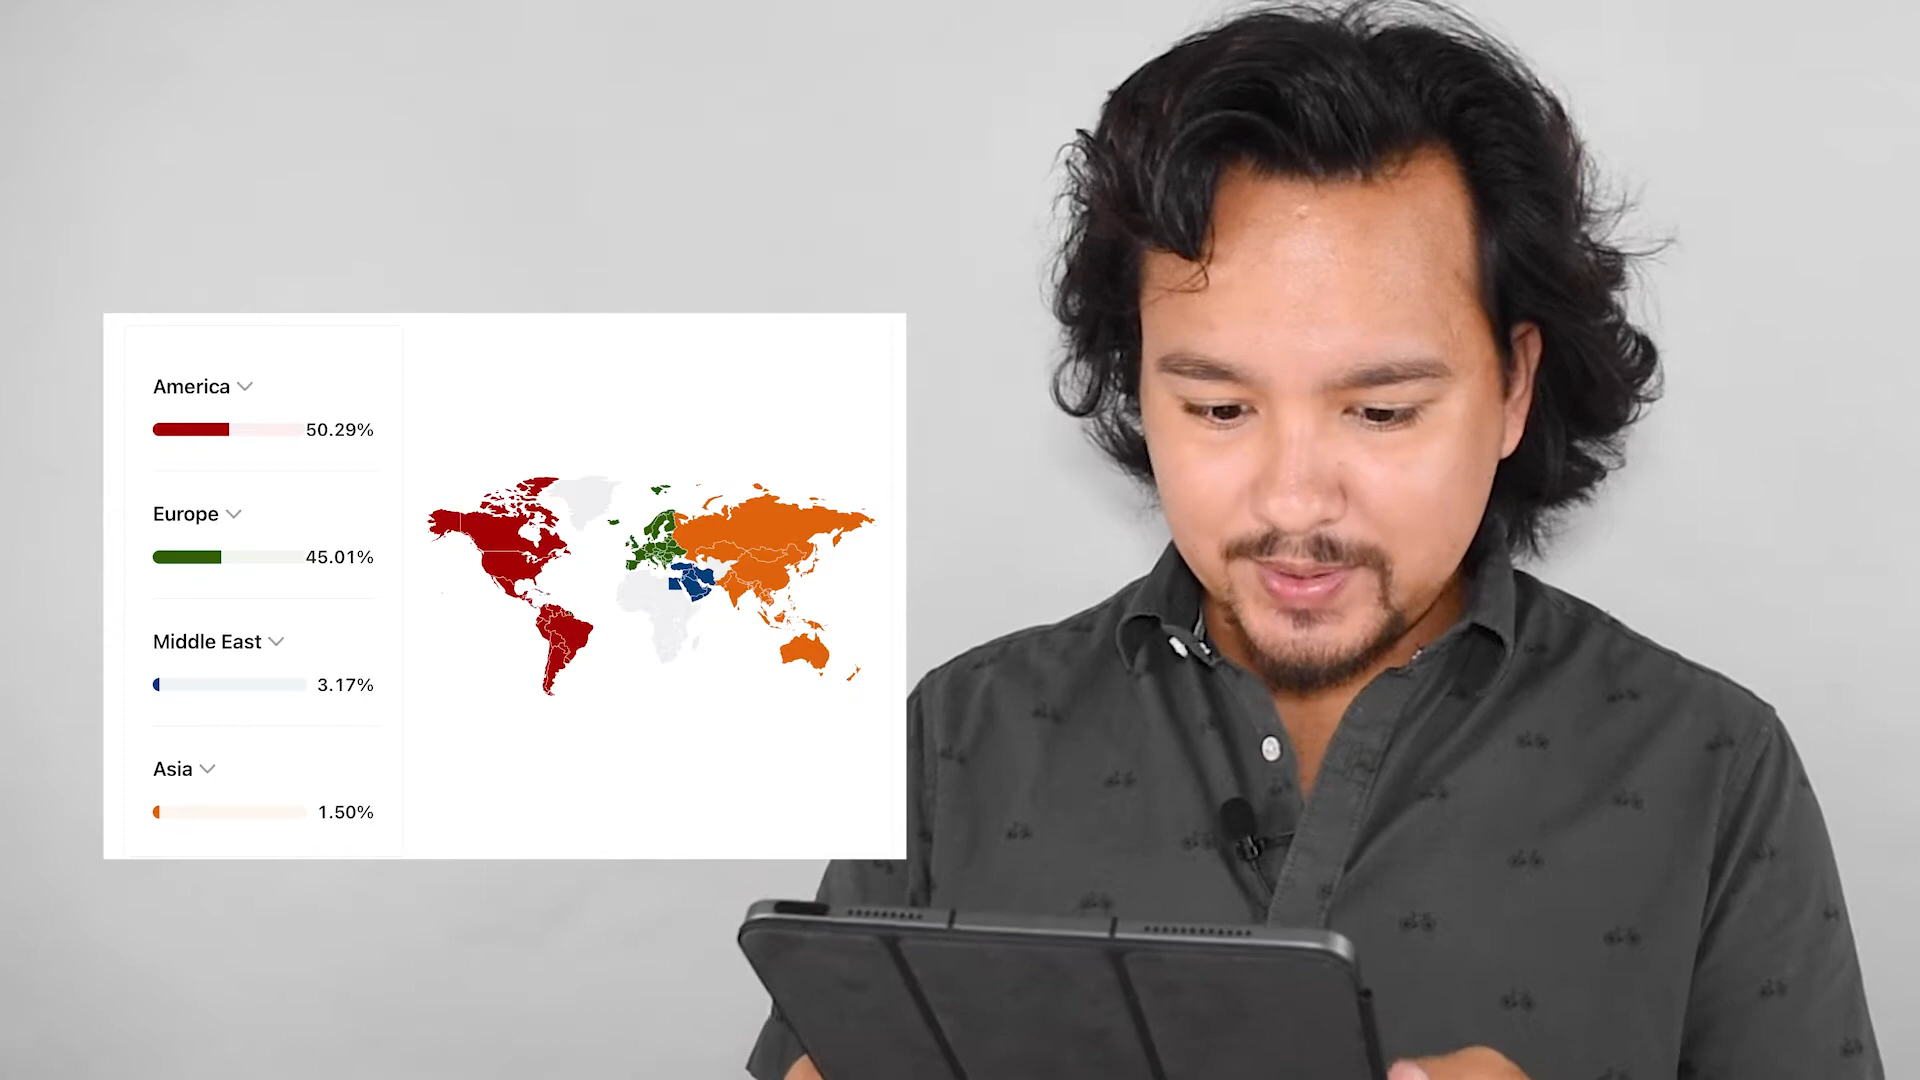 America
50.29%
Europe
45.01%
Middle East
3.17%
Asia
1.50%